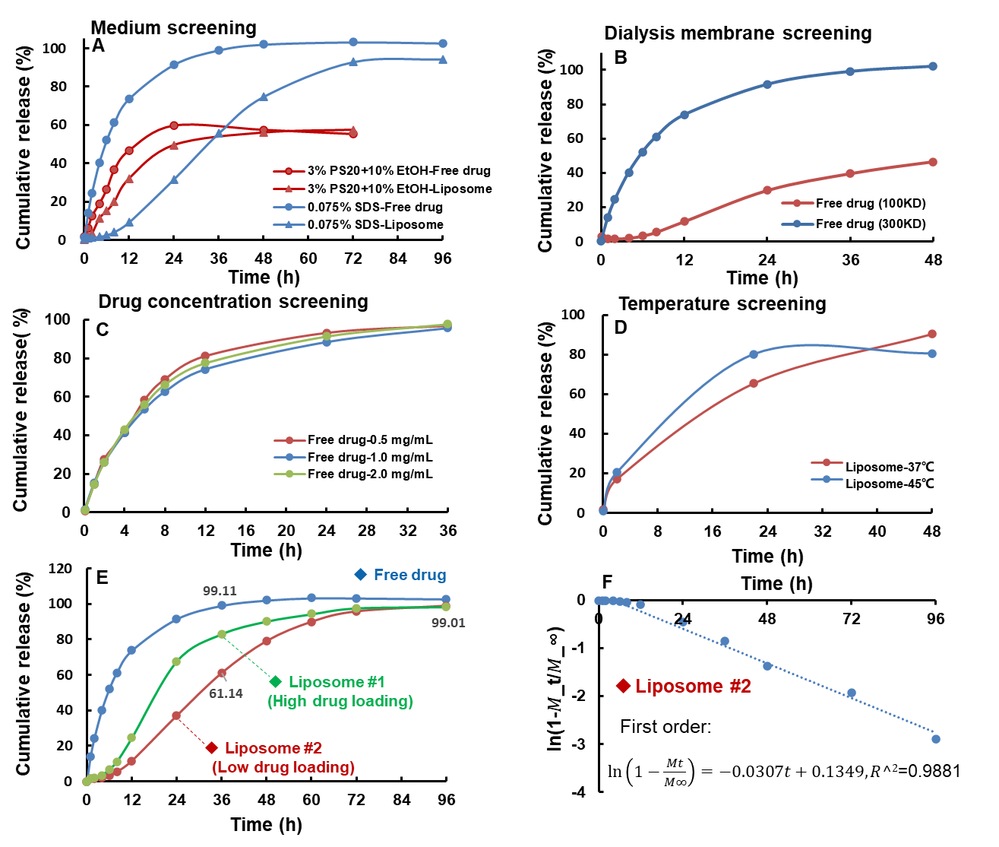 Medium screening
A
Cumulative release (%)
100
80
60
40
20
0
0 12 24 36 48 60 72 84 96
Time (h)
3% PS20+10% EtOH-Free drug
3% PS20+10% EtOH-Liposome
0.075% SDS-Free drug
0.075% SDS-Liposome
Dialysis membrane screening
B
Cumulative release (%)
100
80
60
40
20
0
0 12 24 36 48
Time (h)
Free drug (100KD)
Free drug (300KD)
Drug concentration screening
C
Cumulative release( %)
100
80
60
40
20
0
0 4 8 12 16 20 24 28 32 36
Time (h)
Free drug-0.5 mg/mL
Free drug-1.0 mg/mL
Free drug-2.0 mg/mL
Temperature screening
D
Cumulative release (%)
100
80
60
40
20
0
0 8 16 24 32 40 48
Time (h)
Liposome-37℃
Liposome-45℃
E
Cumulative release (%)
120
100
80
60
40
20
0
0 12 24 36 48 60 72 84 96
Time (h)
Free drug
99.11
99.01
Liposome #1
(High drug loading)
61.14
Liposome #2
(Low drug loading)
F
Time (h)
0 24 48 72 96
ln(1-𝑀_t/𝑀_∞)
0
-1
-2
-3
-4
Liposome #2
First order:
ln(1 − Mt/M∞) = −0.0307t + 0.1349, R^2=0.9881